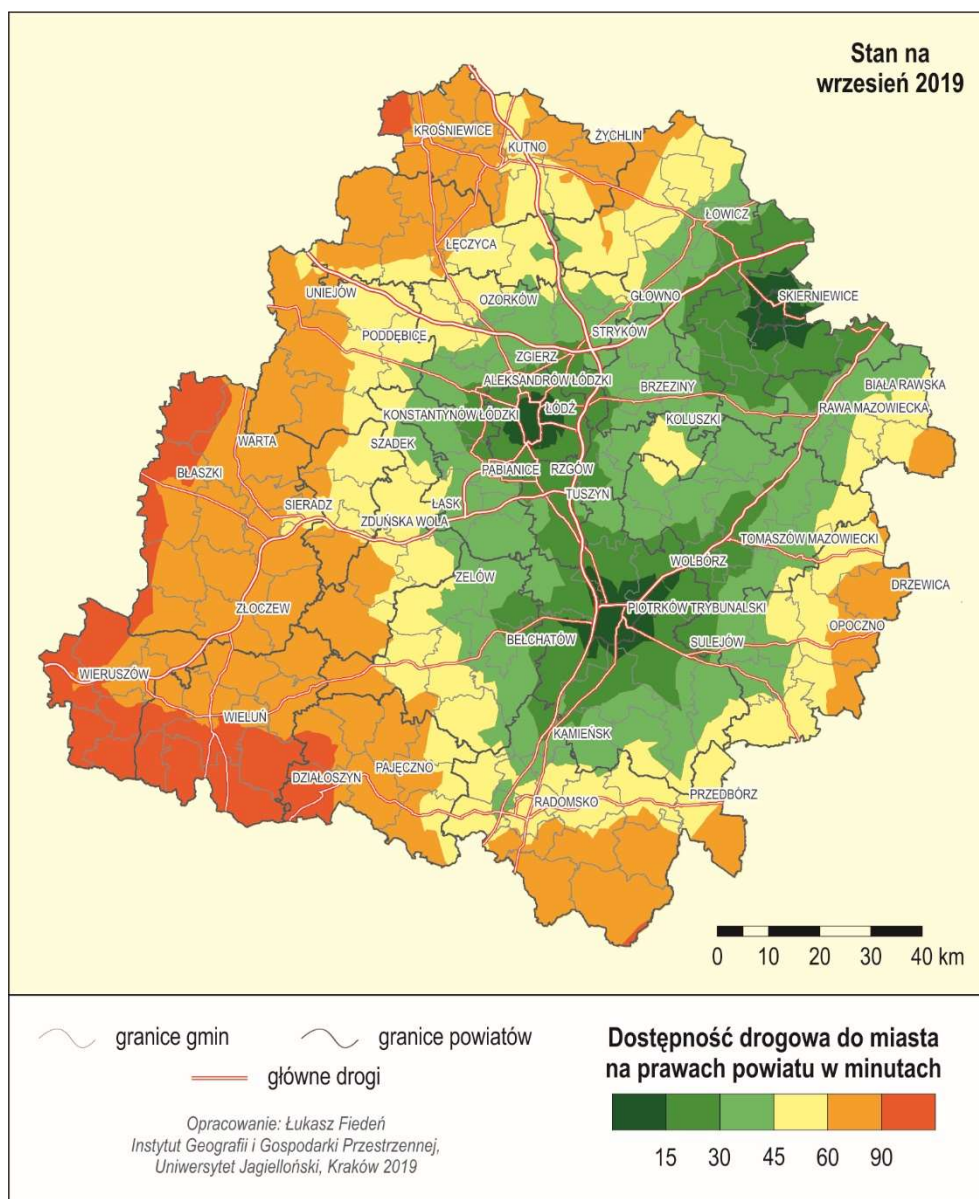 Stan na
wrzesień 2019
KROŚNIEWICE
KUTNO
ŻYCHLIN
ŁOWICZ
ŁĘCZYCA
UNIEJÓW
OZORKÓW
GŁOWNO
SKIERNIEWICE
PODDĘBICE
STRYKÓW
ZGIERZ
ALEKSANDRÓW ŁÓDZKI
BRZEZINY
BIAŁA RAWSKA
KONSTANTYNÓW ŁÓDZKI
ŁÓDŹ
KOLUSZKI
RAWA MAZOWIECKA
WARTA
SZADEK
BŁASZKI
PABIANICE
RZGÓW
SIERADZ
ŁASK
TUSZYN
ZDUŃSKA WOLA
TOMASZÓW MAZOWIECKI
WOLBÓRZ
ZELÓW
DRZEWICA
ZŁOCZEW
PIOTRKÓW TRYBUNALSKI
OPOCZNO
BEŁCHATÓW
SULEJÓW
WIERUSZÓW
WIELUŃ
KAMIEŃSK
DZIAŁOSZYN
PAJĘCZNO
RADOMSKO
PRZEDBÓRZ
0 10 20 30 40 km
granice gmin
granice powiatów
główne drogi
Opracowanie: Łukasz Fiedeń
Instytut Geografii i Gospodarki Przestrzennej,
Uniwersytet Jagielloński, Kraków 2019
Dostępność drogowa do miasta
na prawach powiatu w minutach
15 30 45 60 90